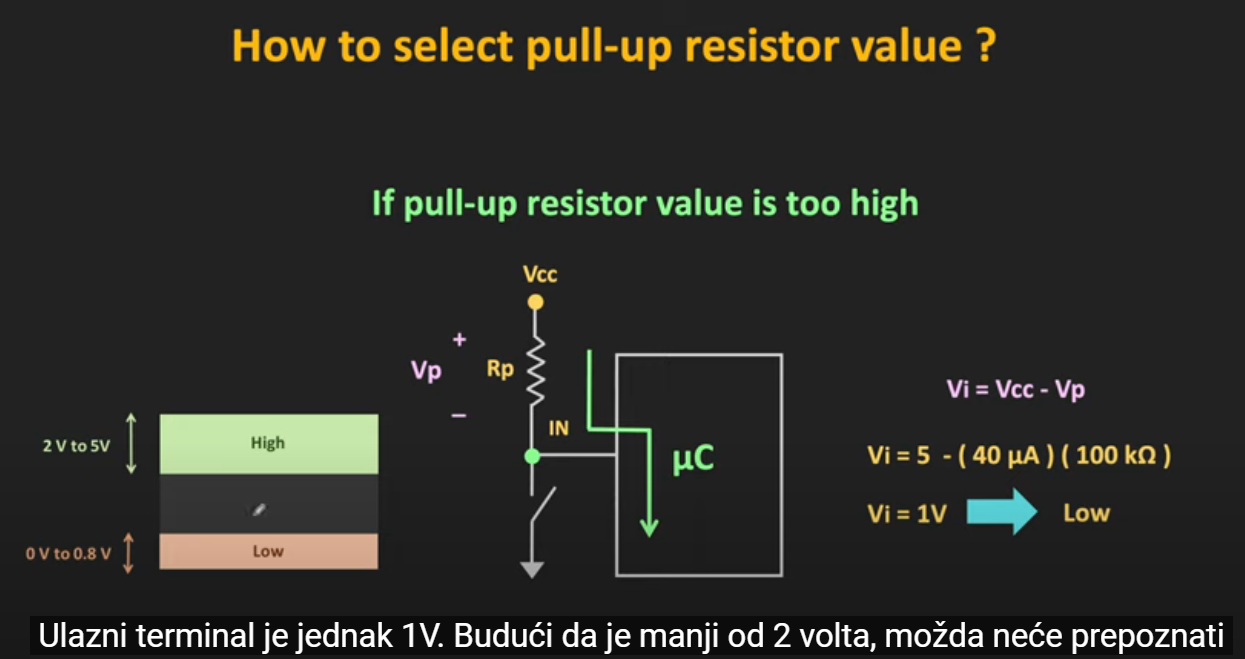 How to select pull-up resistor value ?
If pull-up resistor value is too high
Vcc
+
Vp
Rp
–
IN
µC
2 V to 5V
High
0 V to 0.8 V
Low
Vi = Vcc - Vp
Vi = 5 - ( 40 µA ) ( 100 kΩ )
Vi = 1V
Low
Ulazni terminal je jednak 1V. Budući da je manji od 2 volta, možda neće prepoznati